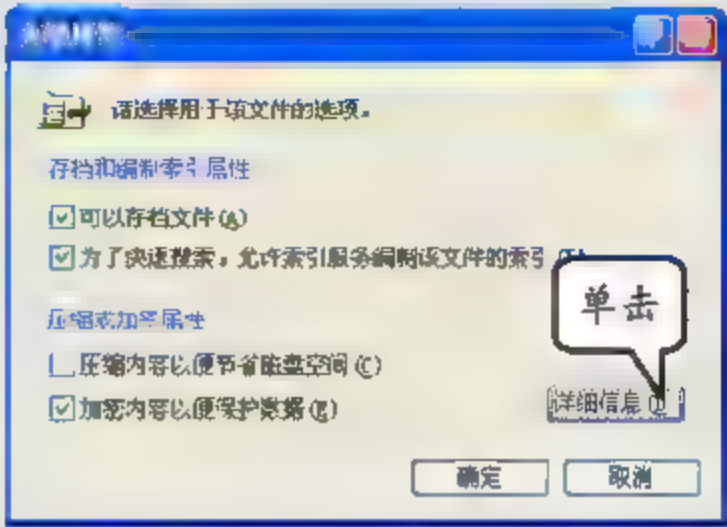 请选择用于该文件的选项。
存档和编制索引属性
可以存档文件(A)
为了快速搜索，允许索引服务编制该文件的索引
单击
压缩或加密属性
压缩内容以便节省磁盘空间(C)
加密内容以便保护数据(E)
详细信息
确定
取消